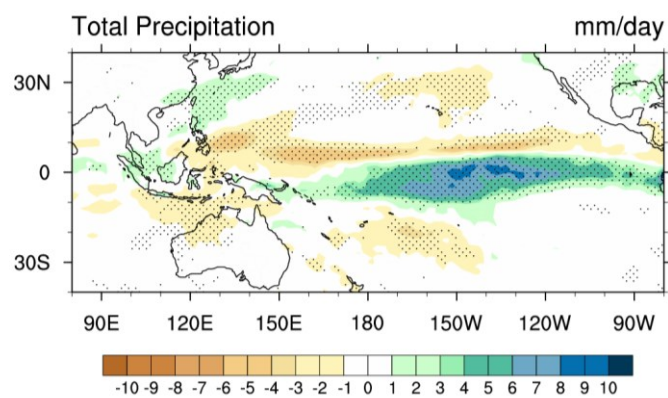 Total Precipitation mm/day
30N
0
30S
90E 120E 150E 180 150W 120W 90W
-10 -9 -8 -7 -6 -5 -4 -3 -2 -1 0 1 2 3 4 5 6 7 8 9 10